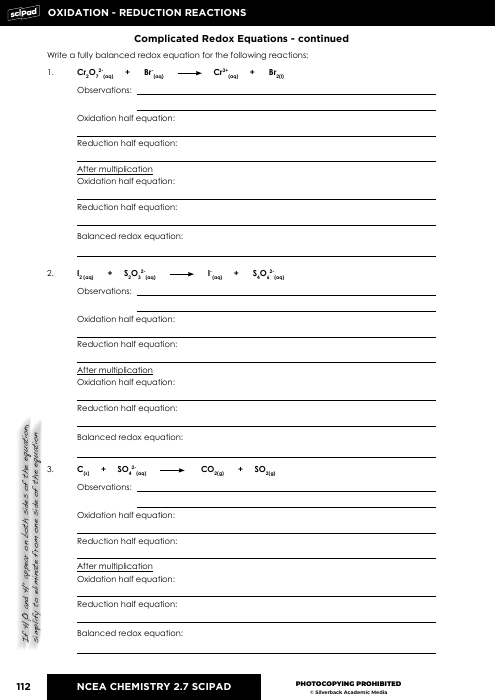 scipad OXIDATION - REDUCTION REACTIONS
Complicated Redox Equations - continued
Write a fully balanced redox equation for the following reactions:
1. Cr₂O₇²⁻(aq) + Br⁻(aq) ⟶ Cr³⁺(aq) + Br₂(l)
Observations:
Oxidation half equation:
Reduction half equation:
After multiplication
Oxidation half equation:
Reduction half equation:
Balanced redox equation:
2. I₂ (aq) + S₂O₃²⁻(aq) ⟶ I⁻(aq) + S₄O₆²⁻(aq)
Observations:
Oxidation half equation:
Reduction half equation:
After multiplication
Oxidation half equation:
Reduction half equation:
Balanced redox equation:
3. C(s) + SO₄²⁻(aq) ⟶ CO₂(g) + SO₂(g)
Observations:
Oxidation half equation:
Reduction half equation:
After multiplication
Oxidation half equation:
Reduction half equation:
Balanced redox equation:
If H₂O and H⁺ appear on both sides of the equation,
simplify to eliminate from one side of the equation
112 NCEA CHEMISTRY 2.7 SCIPAD PHOTOCOPYING PROHIBITED
© Silverback Academic Media